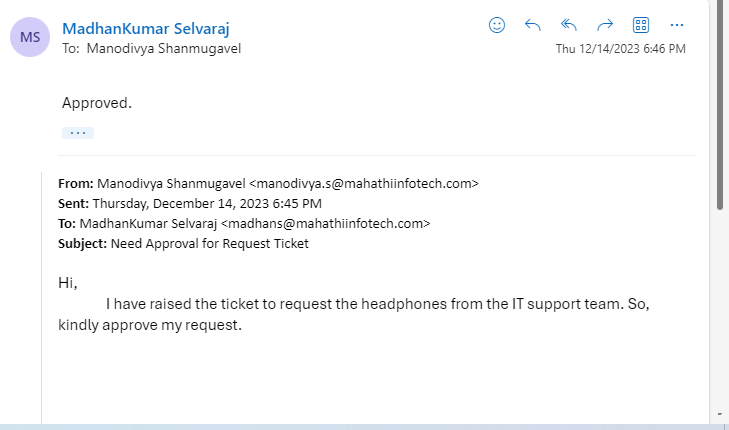 MS
MadhanKumar Selvaraj
To: Manodivya Shanmugavel
Thu 12/14/2023 6:46 PM
Approved.
From: Manodivya Shanmugavel <manodivya.s@mahathiinfotech.com>
Sent: Thursday, December 14, 2023 6:45 PM
To: MadhanKumar Selvaraj <madhans@mahathiinfotech.com>
Subject: Need Approval for Request Ticket
Hi,
I have raised the ticket to request the headphones from the IT support team. So,
kindly approve my request.